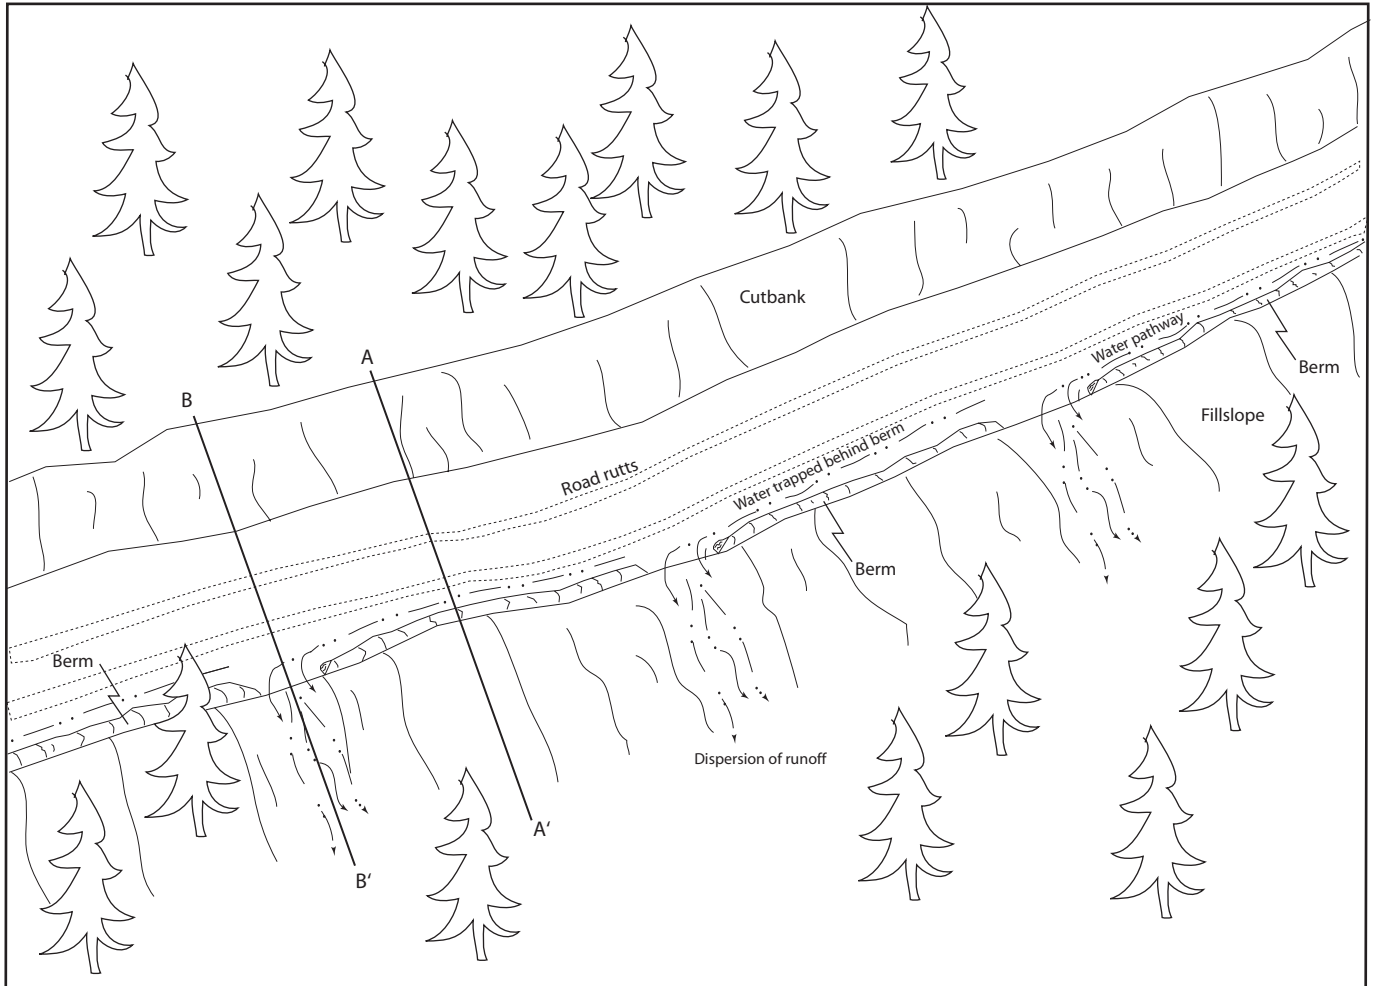 Cutbank
Water pathway
Berm
A
B
Fillslope
Road rutts
Water trapped behind berm
Berm
Berm
Dispersion of runoff
A'
B'